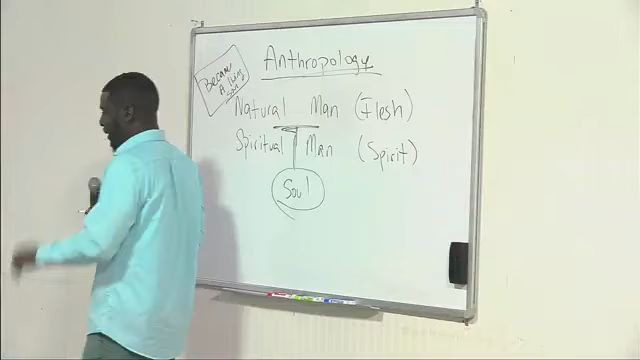 Anthropology
Became
A living
soul
Natural Man (Flesh)
Spiritual Man (Spirit)
Soul